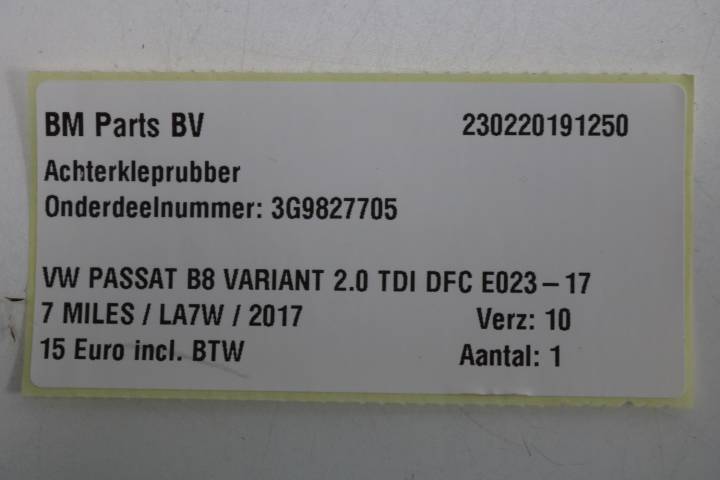 BM Parts BV 230220191250
Achterkleprubber
Onderdeelnummer: 3G9827705
VW PASSAT B8 VARIANT 2.0 TDI DFC E023-17
7 MILES / LA7W / 2017 Verz: 10
15 Euro incl. BTW Aantal: 1